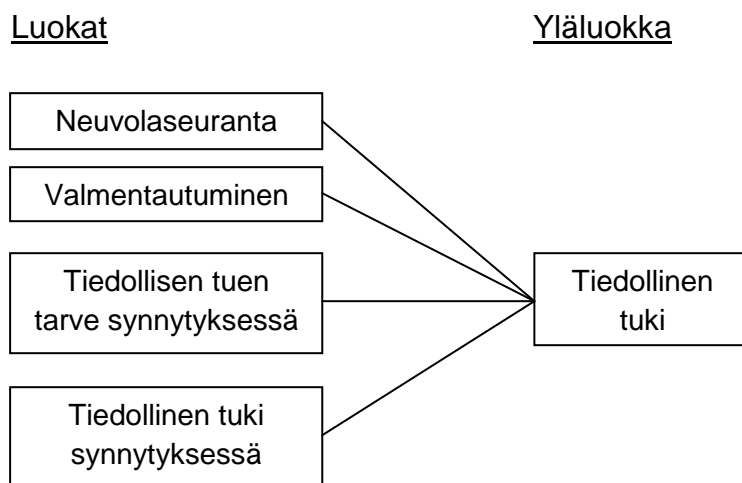 Luokat
Yläluokka
Neuvolaseuranta
Valmentautuminen
Tiedollisen tuen
tarve synnytyksessä
Tiedollinen
tuki
Tiedollinen tuki
synnytyksessä